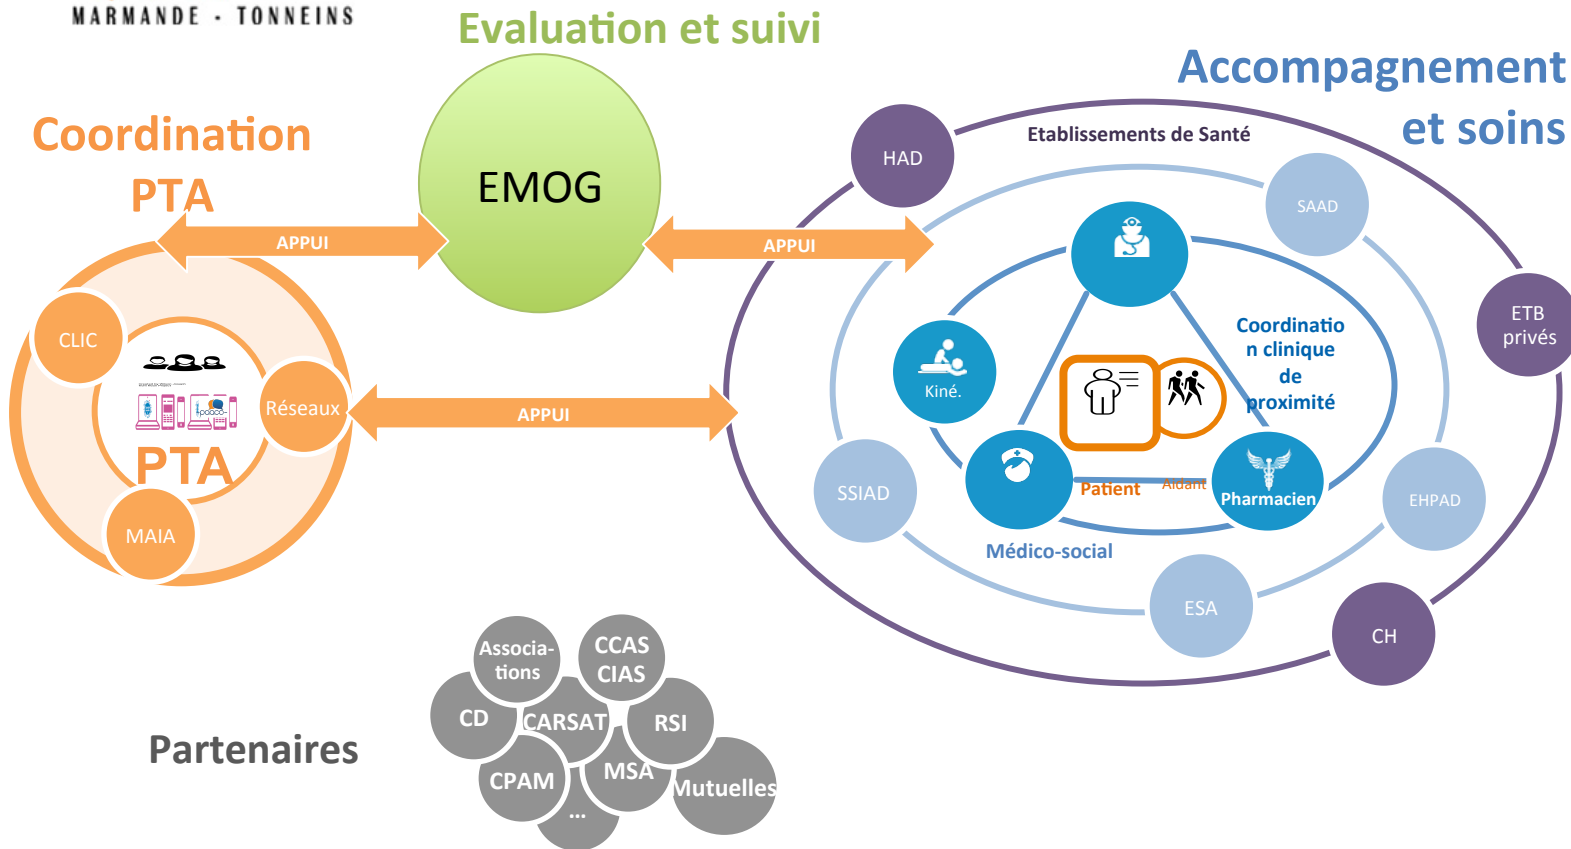 MARMANDE - TONNEINS
Evaluation et suivi
Accompagnement
et soins
Coordination
PTA
EMOG
HAD
Etablissements de Santé
SAAD
APPUI
APPUI
ETB
privés
CLIC
Coordinatio
n clinique
de
proximité
Kiné.
Réseaux
APPUI
paaco-
PTA
SSIAD
Patient
Aidant
Pharmacien
EHPAD
MAIA
Médico-social
ESA
CH
Associa-
tions
CCAS
CIAS
CD
CARSAT
RSI
Partenaires
CPAM
MSA
Mutuelles
...